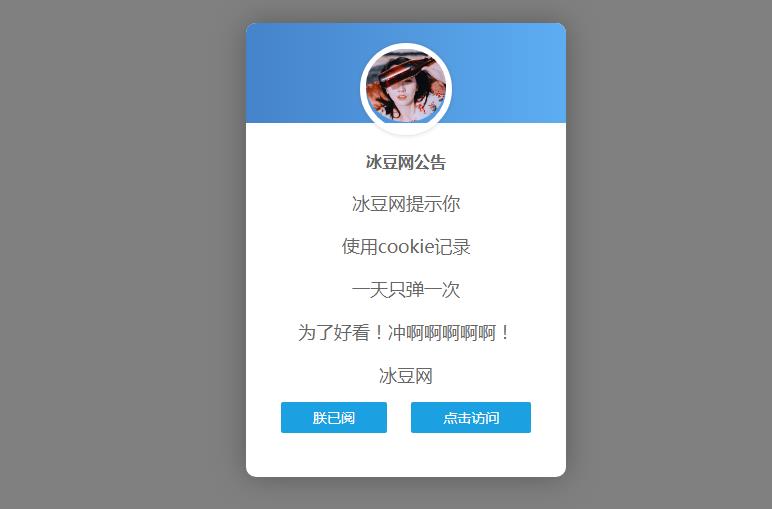 冰豆网公告
冰豆网提示你
使用cookie记录
一天只弹一次
为了好看！冲啊啊啊啊啊！
冰豆网
朕已阅 点击访问